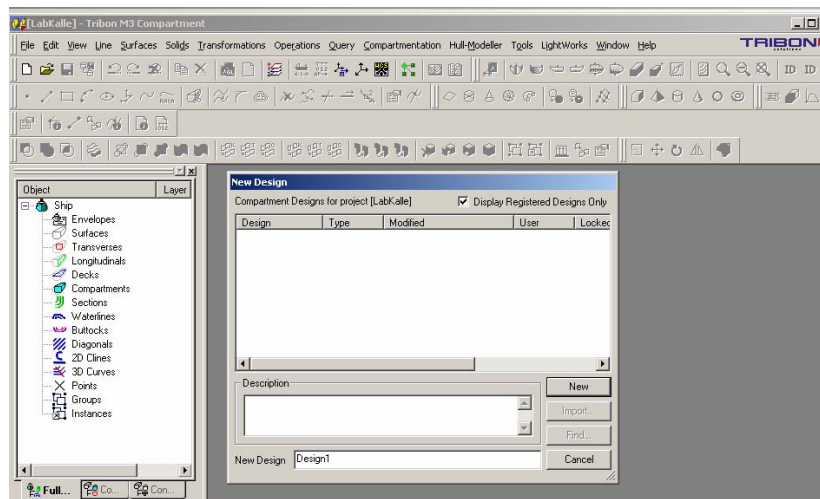 [LabKalle] - Tribon M3 Compartment
File Edit View Line Surfaces Solids Transformations Operations Query Compartmentation Hull-Modeller Tools LightWorks Window Help
TRIBON
ID ID
Object Layer
Ship
Envelopes
Surfaces
Transverses
Longitudinals
Decks
Compartments
Sections
Waterlines
Buttocks
Diagonals
2D Clines
3D Curves
Points
Groups
Instances
Full... Co... Con...
New Design
Compartment Designs for project [LabKalle] Display Registered Designs Only
Design Type Modified User Locked
Description
New
Import...
Find...
New Design Design1 Cancel